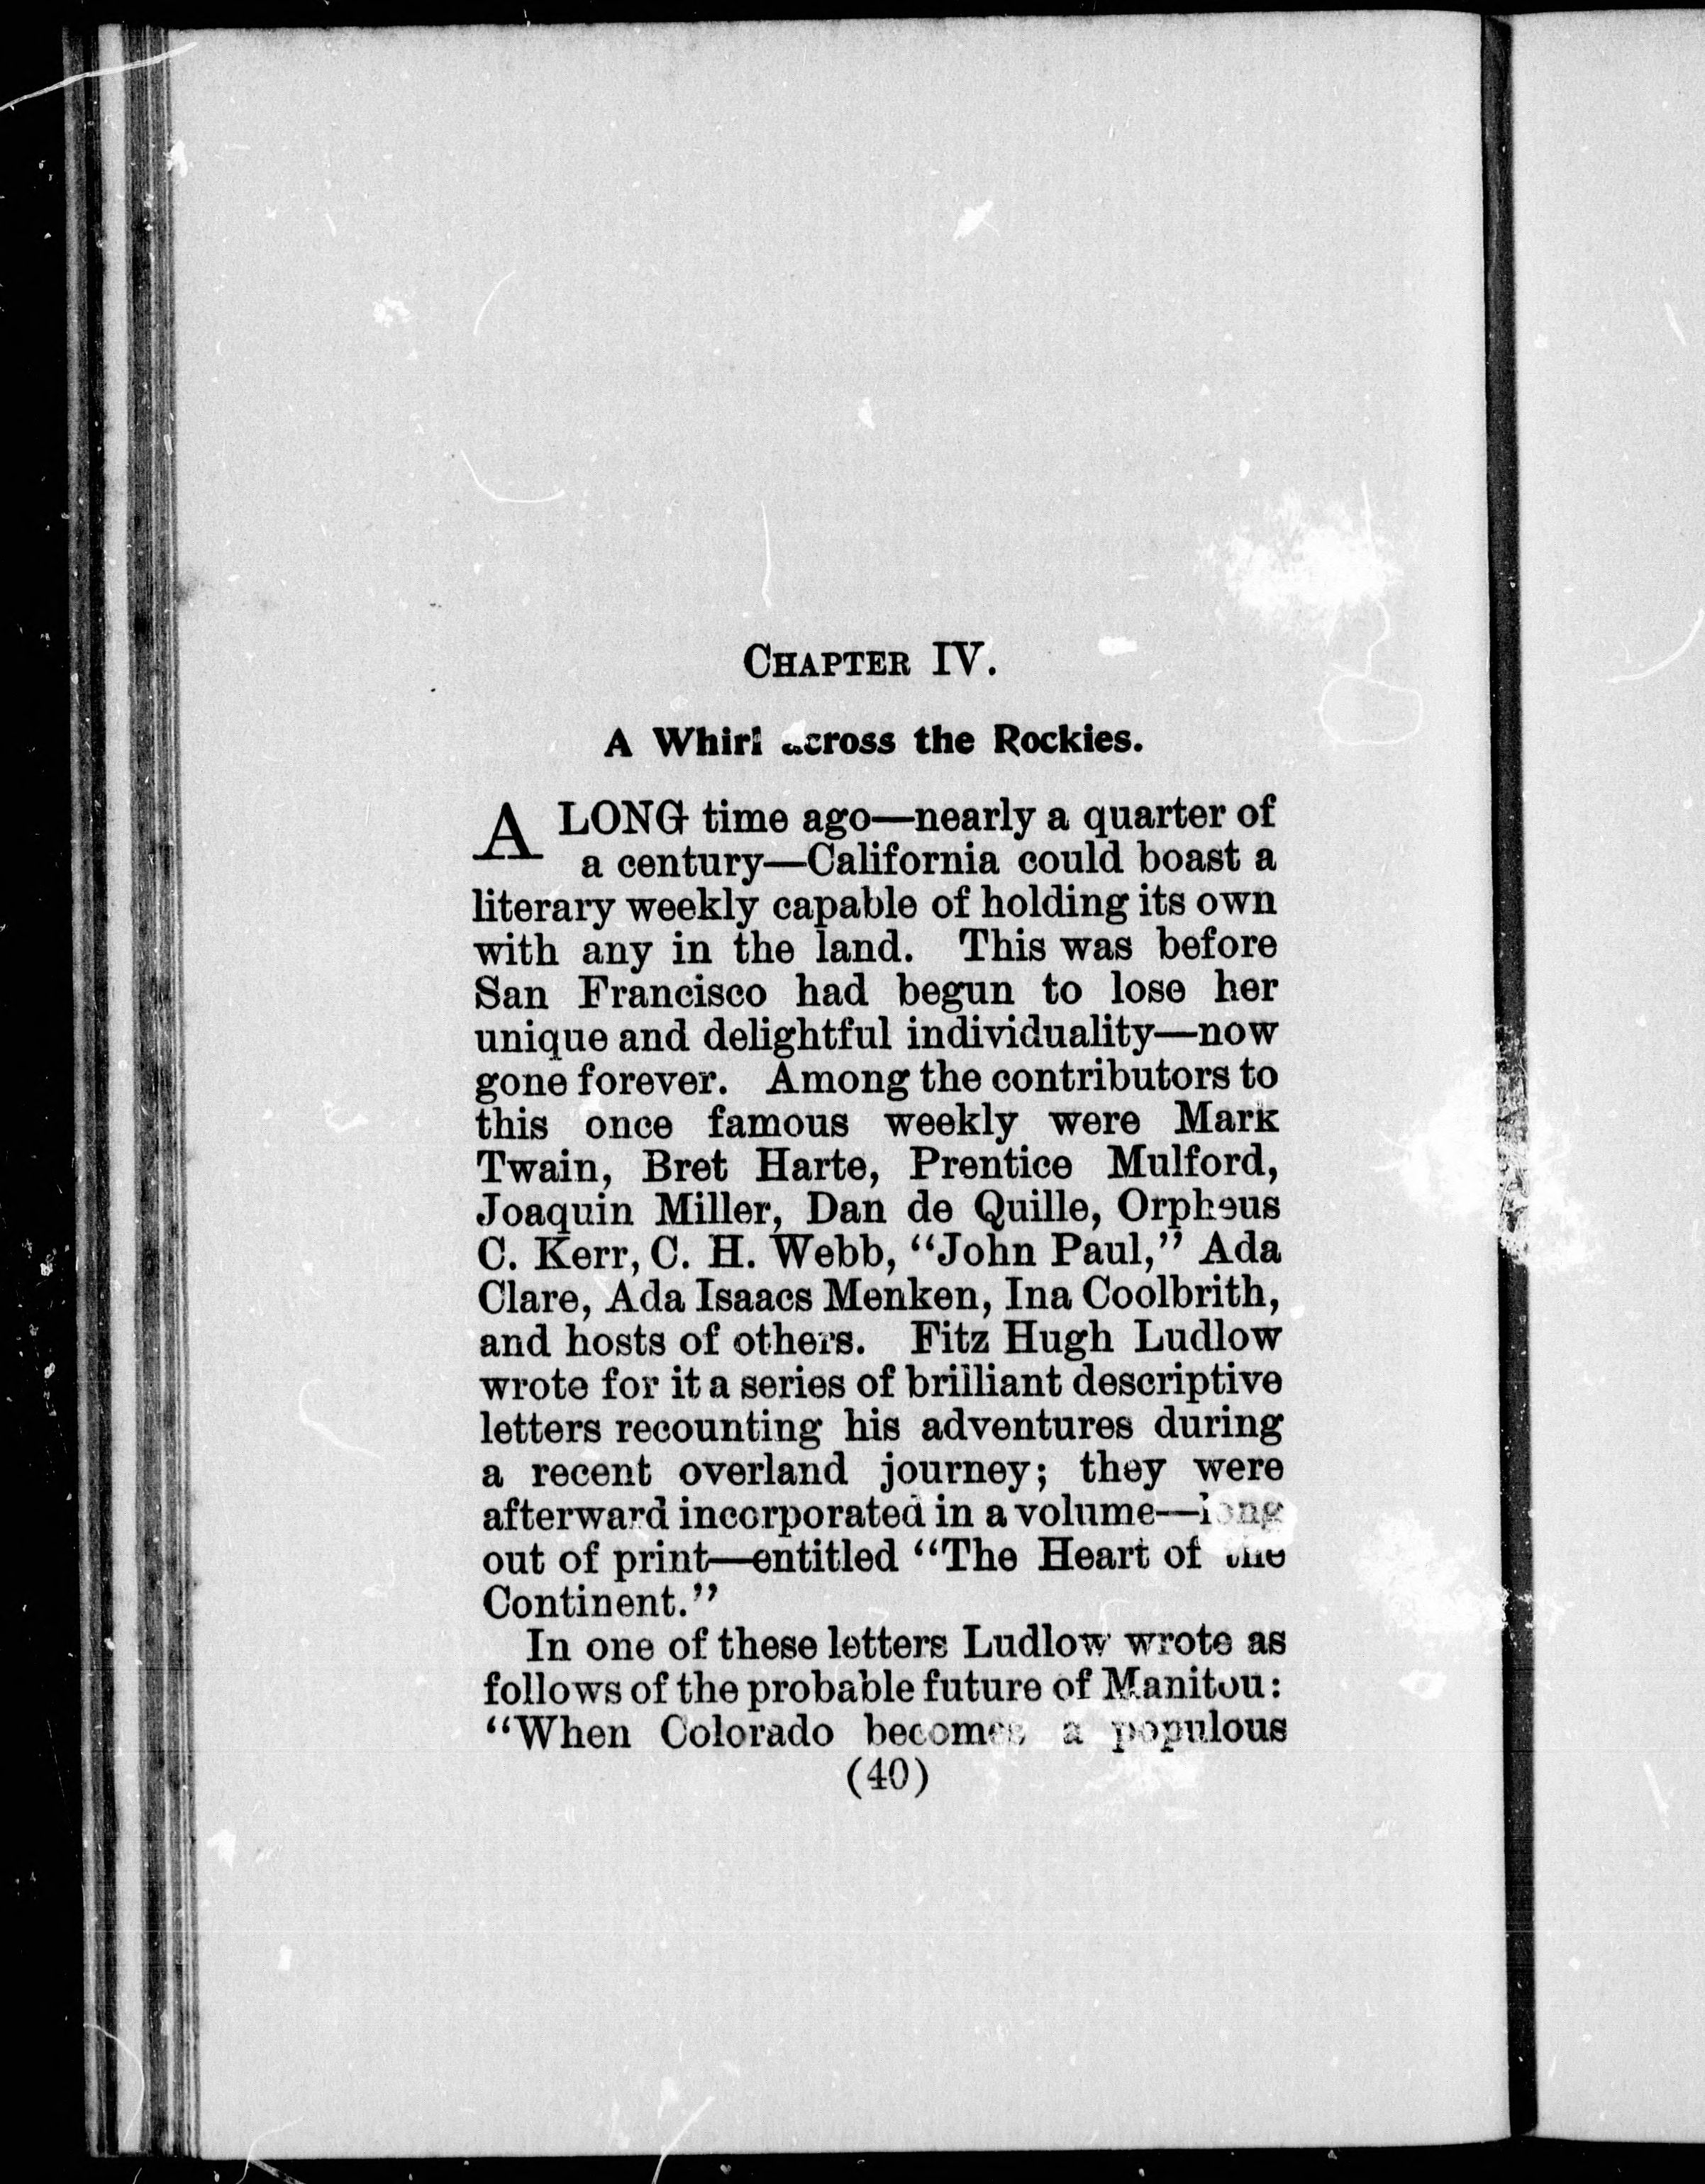 CHAPTER IV.
A Whirl across the Rockies.
A LONG time ago—nearly a quarter of
a century—California could boast a
literary weekly capable of holding its own
with any in the land. This was before
San Francisco had begun to lose her
unique and delightful individuality—now
gone forever. Among the contributors to
this once famous weekly were Mark
Twain, Bret Harte, Prentice Mulford,
Joaquin Miller, Dan de Quille, Orpheus
C. Kerr, C. H. Webb, “John Paul,” Ada
Clare, Ada Isaacs Menken, Ina Coolbrith,
and hosts of others. Fitz Hugh Ludlow
wrote for it a series of brilliant descriptive
letters recounting his adventures during
a recent overland journey; they were
afterward incorporated in a volume—long
out of print—entitled “The Heart of the
Continent.”
In one of these letters Ludlow wrote as
follows of the probable future of Manitou:
“When Colorado becomes a populous
(40)